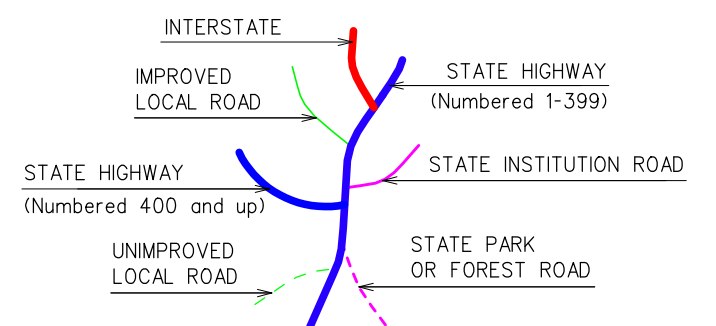 INTERSTATE
IMPROVED
LOCAL ROAD
STATE HIGHWAY
(Numbered 1-399)
STATE HIGHWAY
(Numbered 400 and up)
STATE INSTITUTION ROAD
UNIMPROVED
LOCAL ROAD
STATE PARK
OR FOREST ROAD